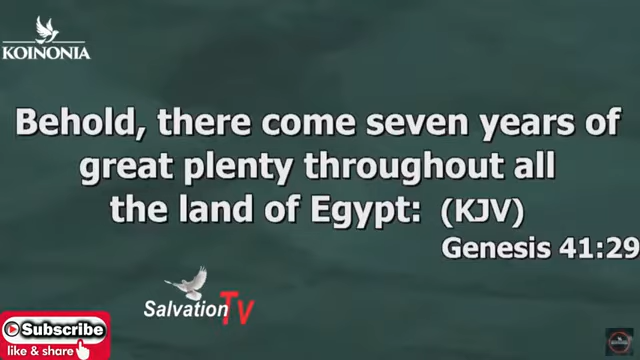 KOINONIA
Behold, there come seven years of
great plenty throughout all
the land of Egypt: (KJV)
Genesis 41:29
Salvation TV
Subscribe
like & share